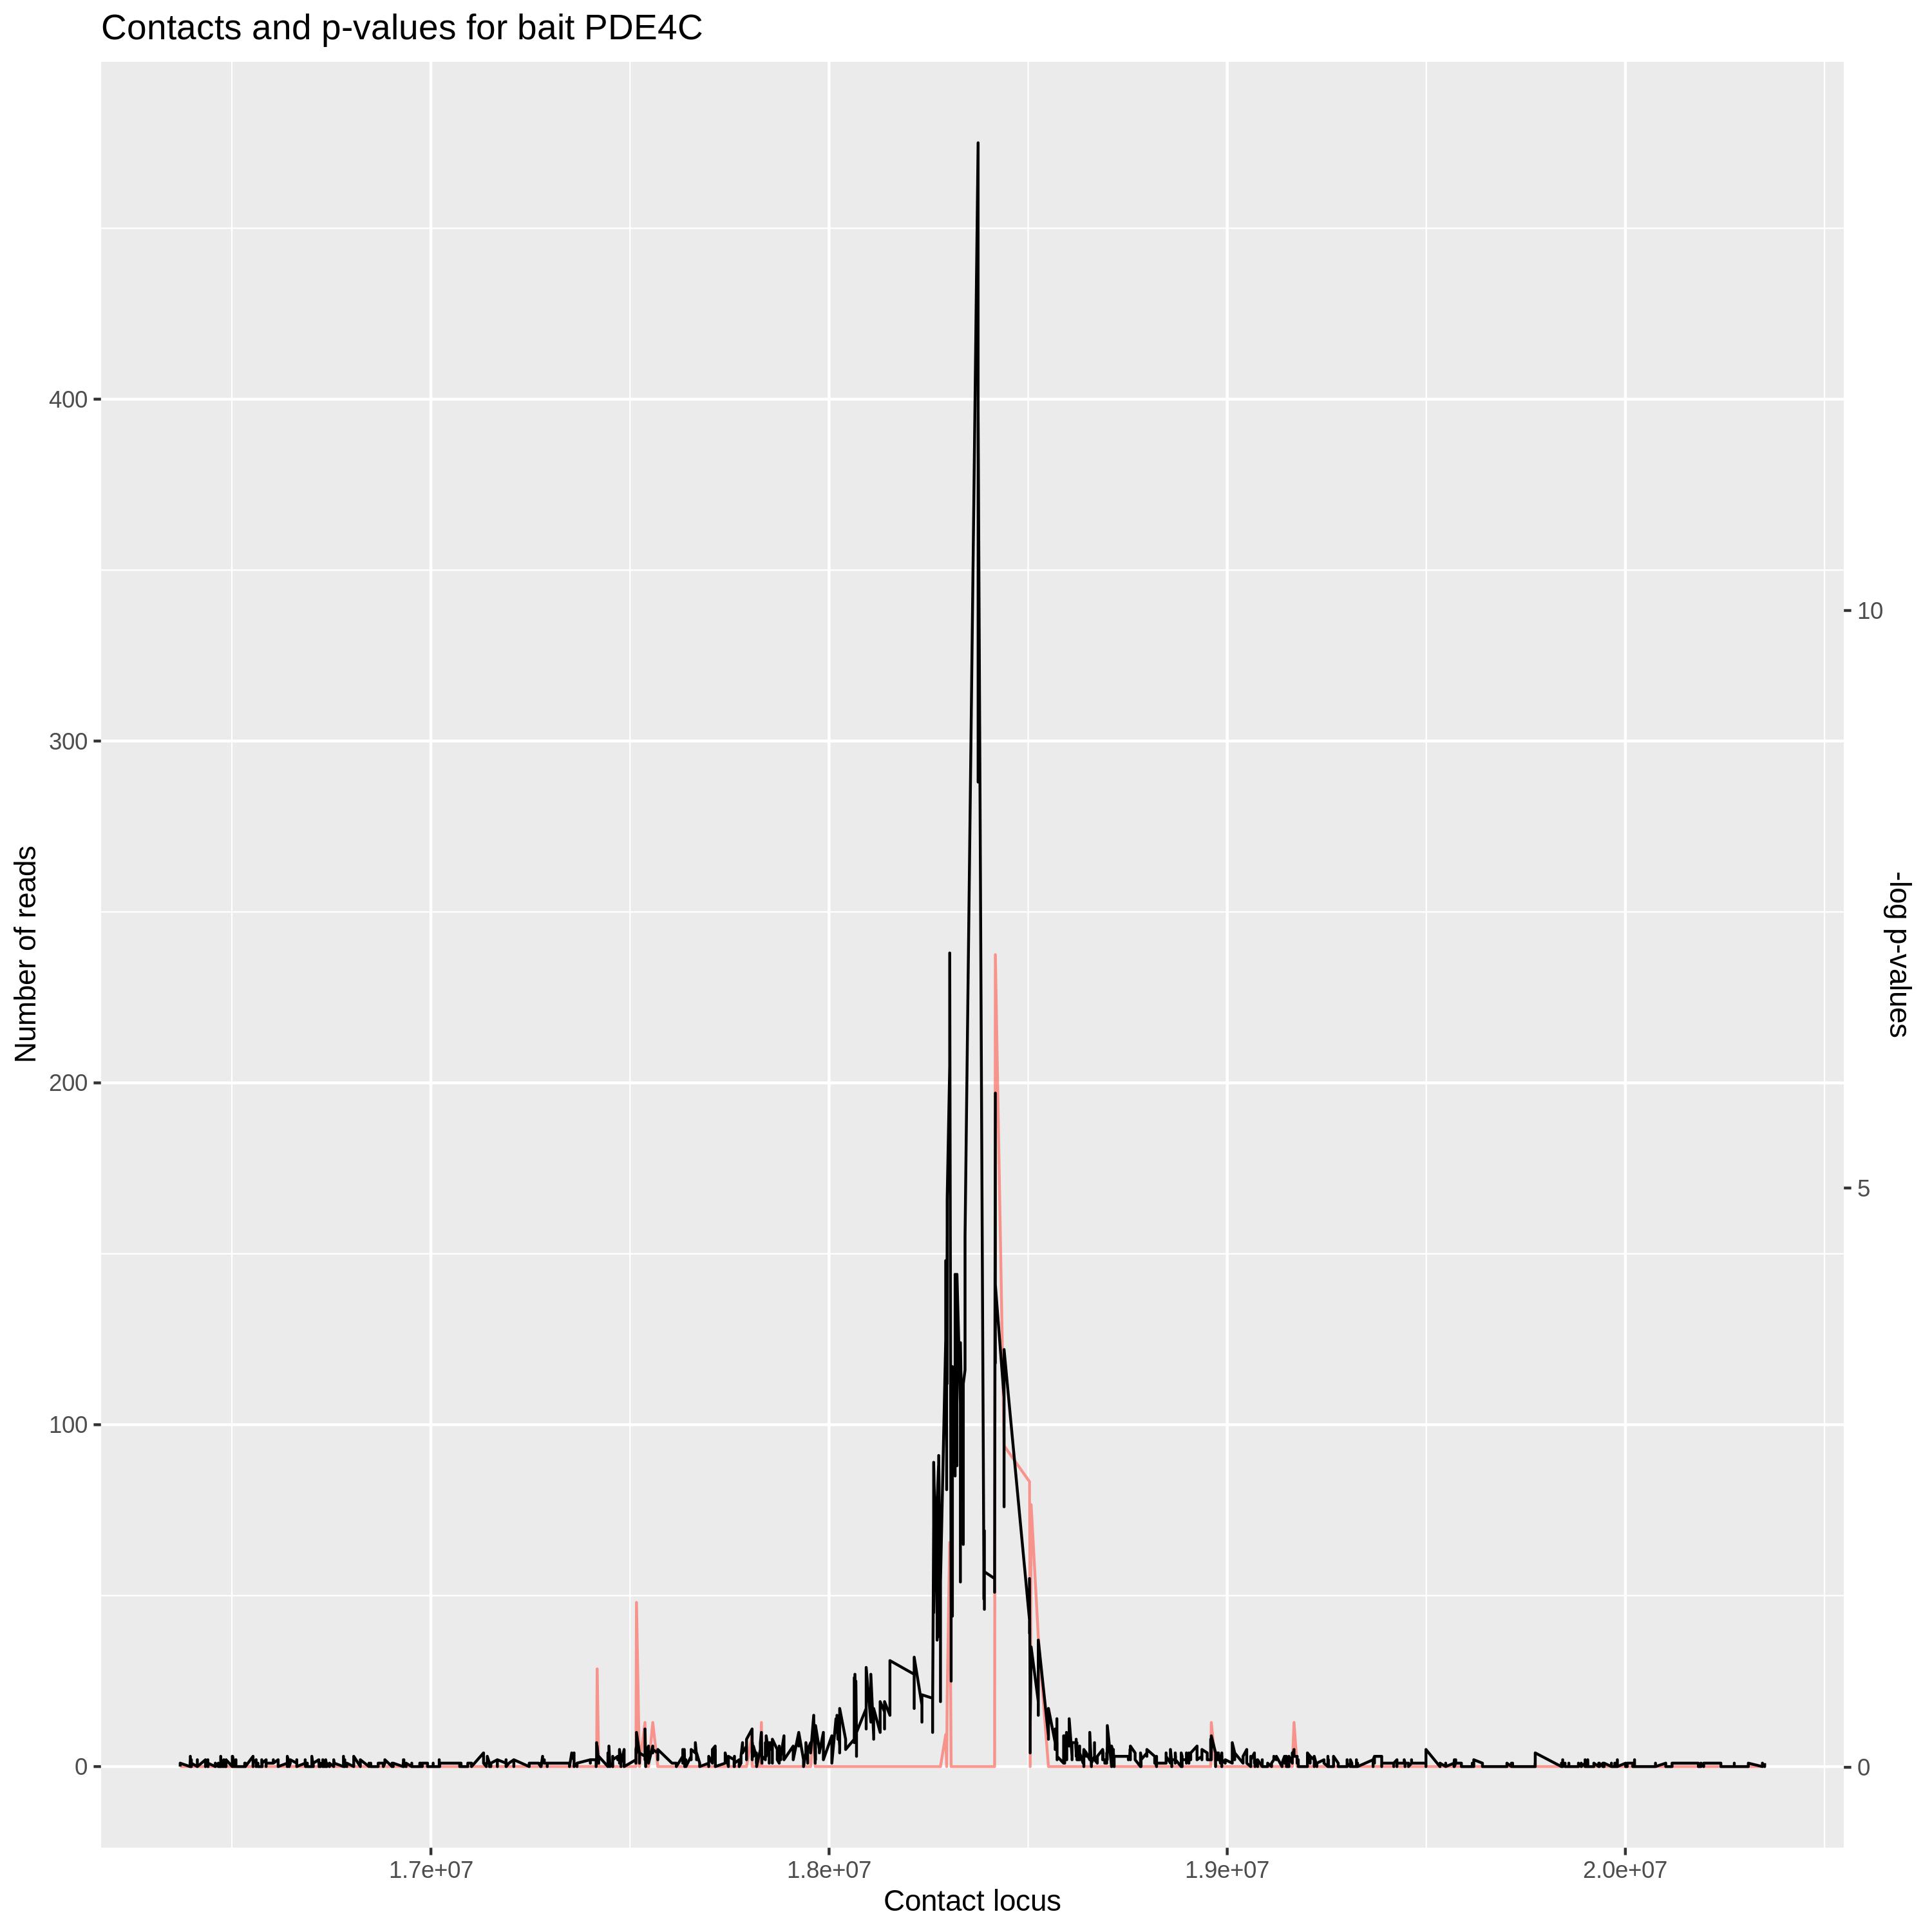 Contacts and p-values for bait PDE4C
400
300
200
100
0
Number of reads
10
5
0
-log p-values
1.7e+07
1.8e+07
1.9e+07
2.0e+07
Contact locus